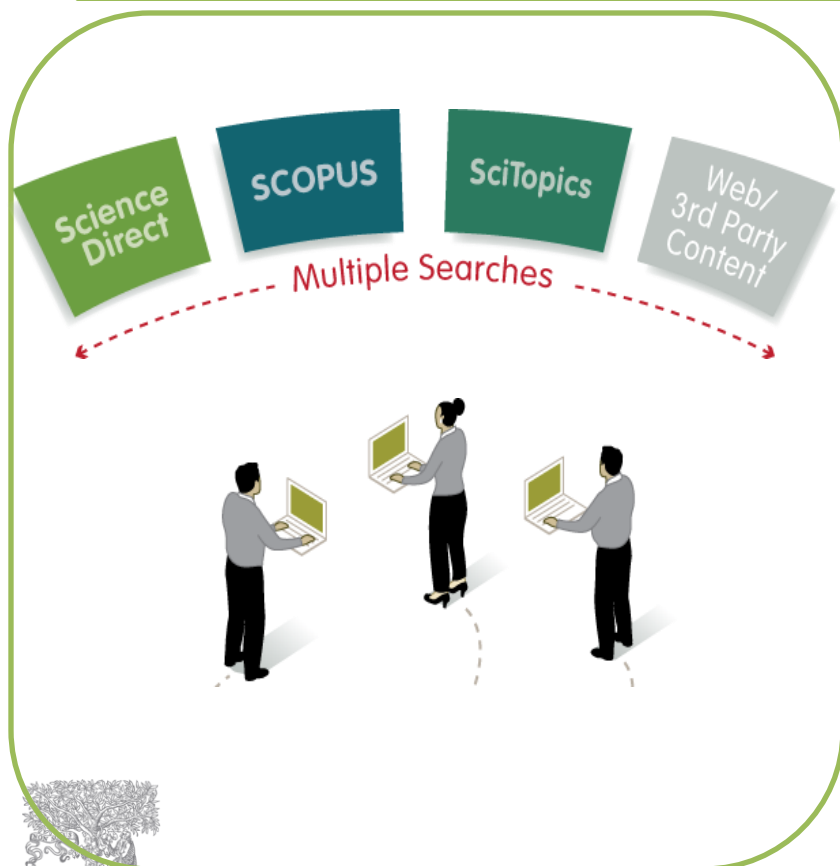 Science
Direct
SCOPUS
SciTopics
Web/
3rd Party
Content
Multiple Searches